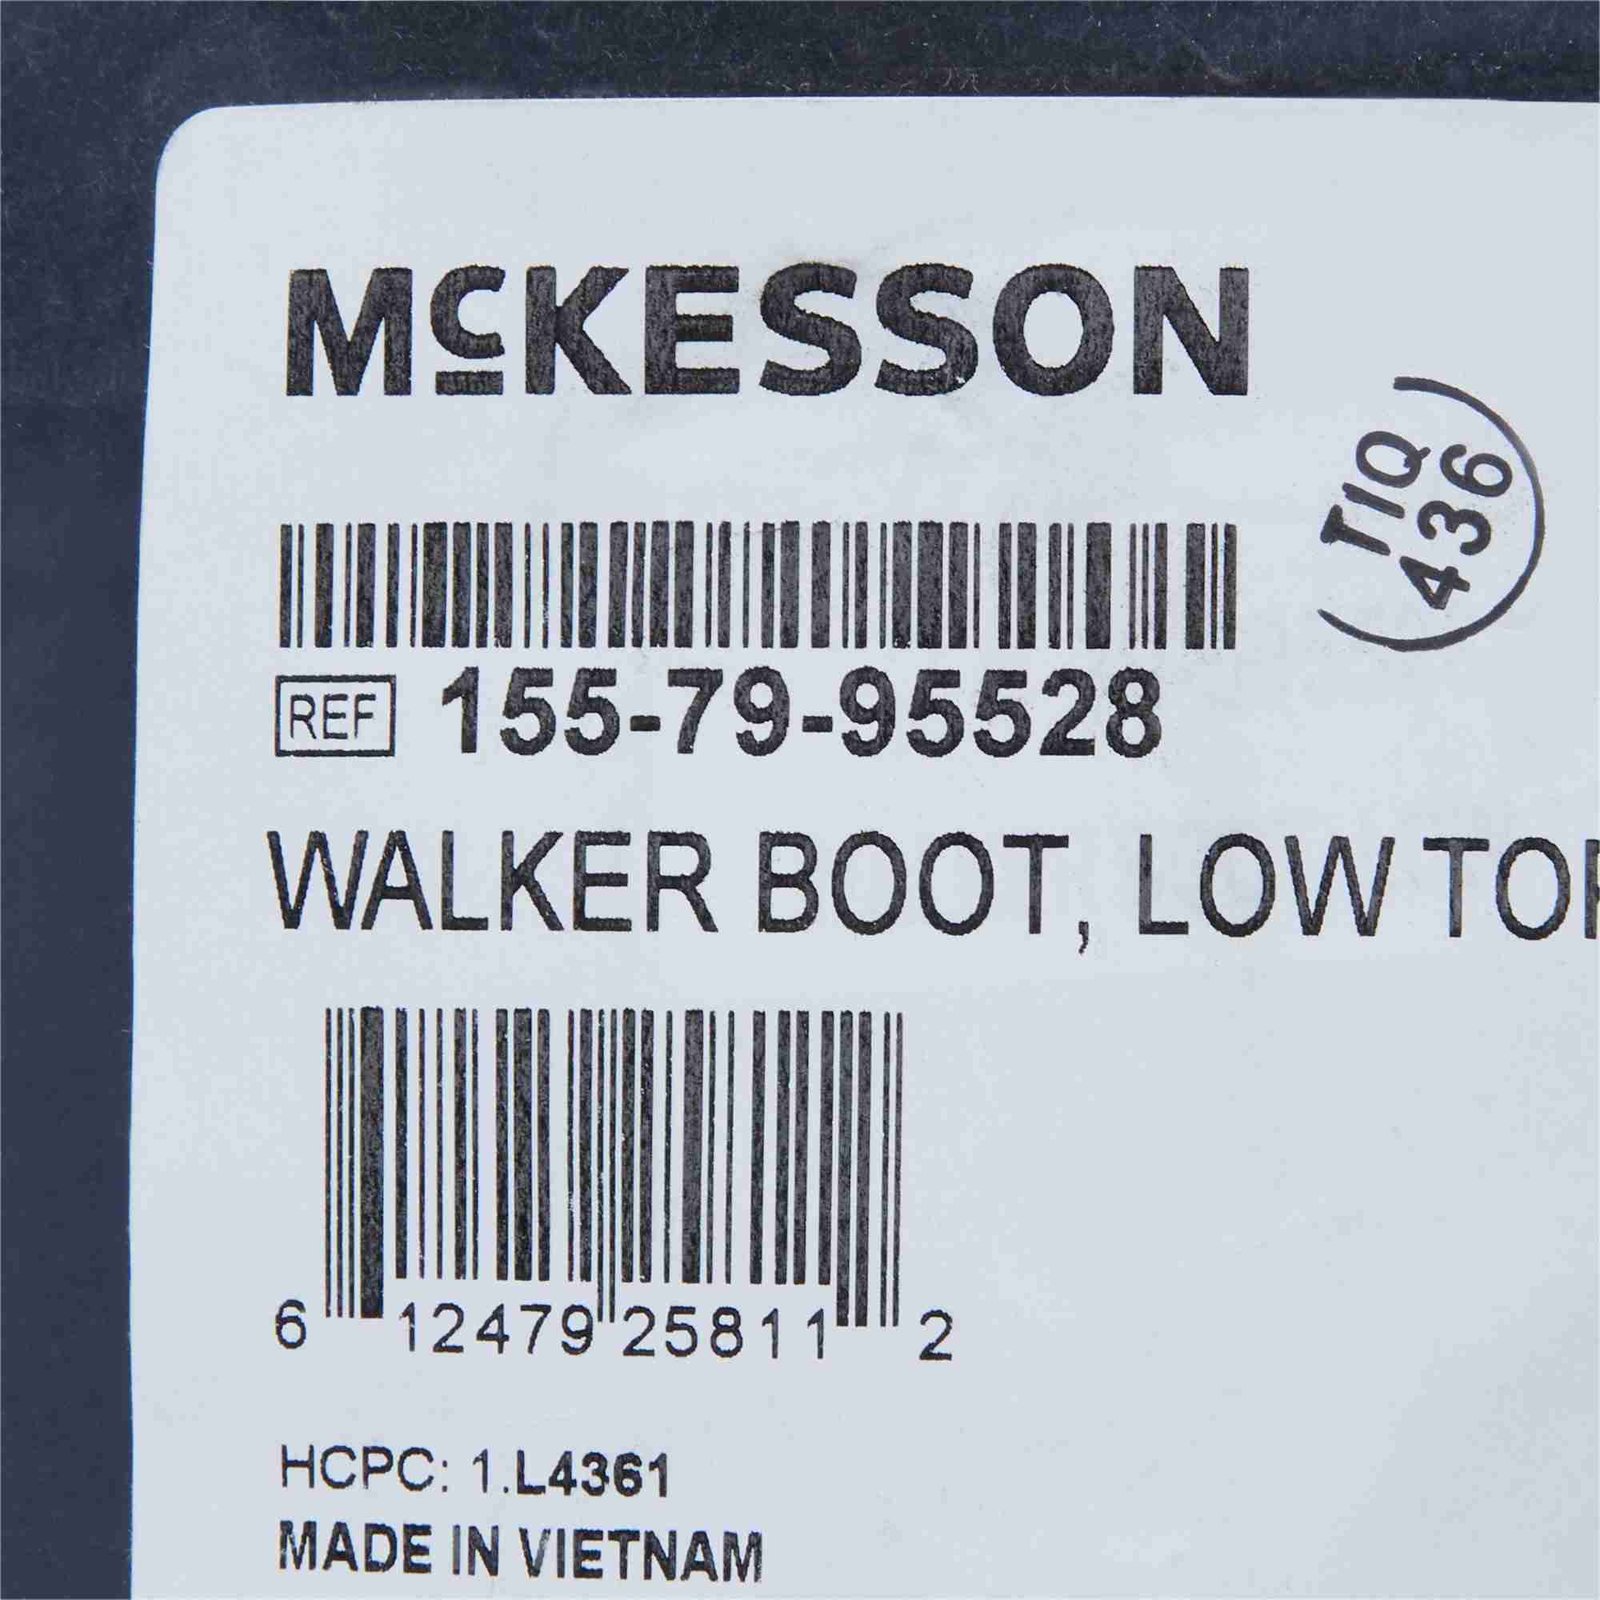 McKESSON
TIQ
436
REF 155-79-95528
WALKER BOOT, LOW TOP
6 12479 25811 2
HCPC: 1.L4361
MADE IN VIETNAM